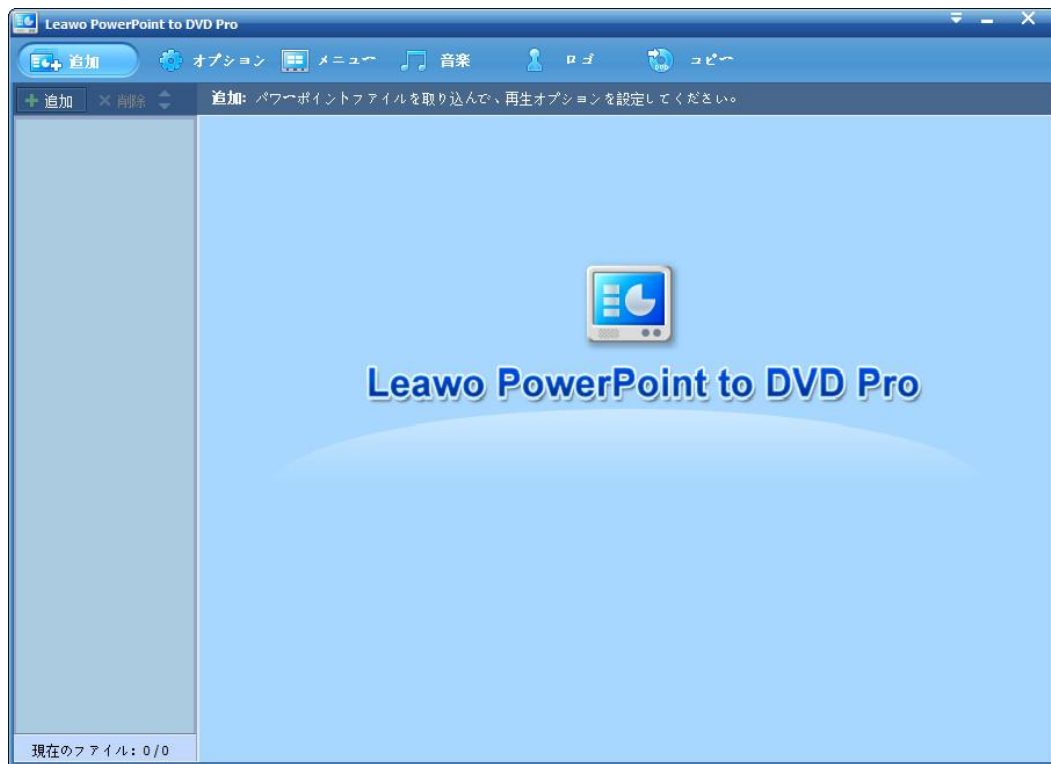 Leawo PowerPoint to DVD Pro
追加 オプション メニュー 音楽 ロゴ コピー
追加 削除 追加: パワーポイントファイルを取り込んで、再生オプションを設定してください。
Leawo PowerPoint to DVD Pro
現在のファイル: 0/0